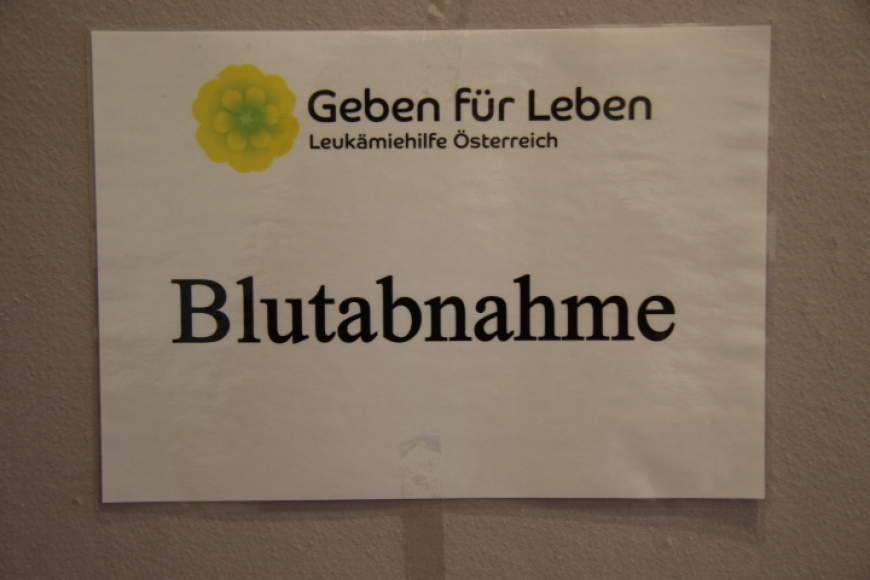 Geben für Leben
Leukämiehilfe Österreich
Blutabnahme